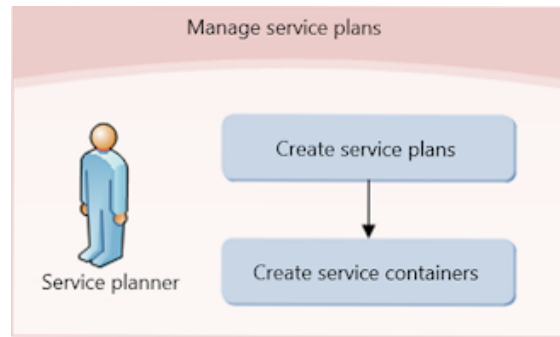 Manage service plans
Create service plans
Service planner
Create service containers